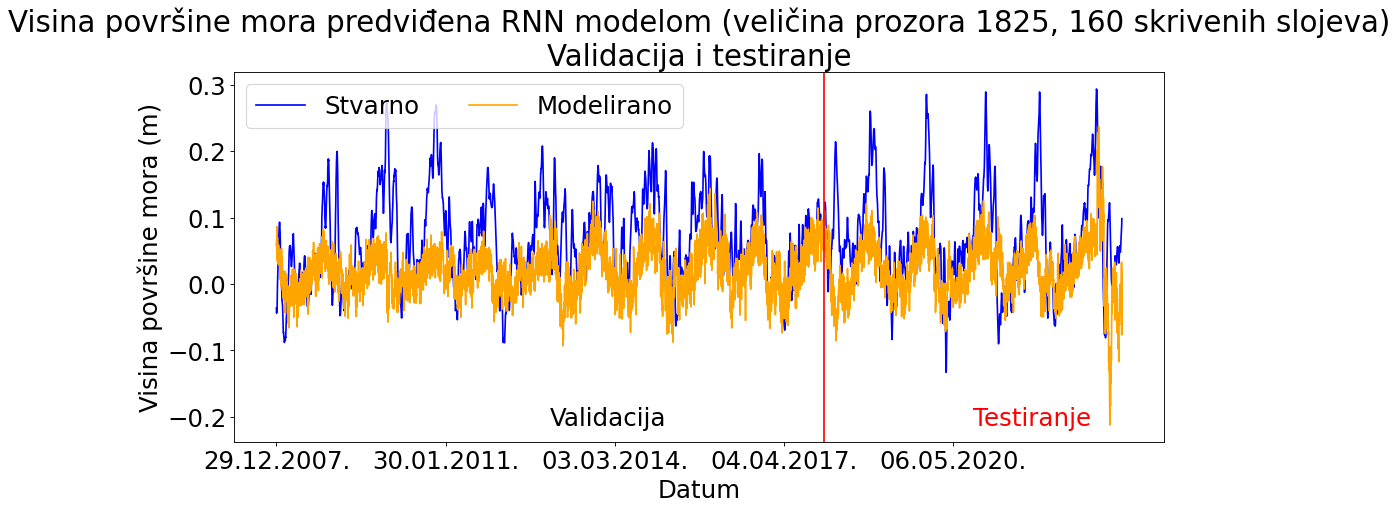 Visina površine mora predviđena RNN modelom (veličina prozora 1825, 160 skrivenih slojeva)
Validacija i testiranje
Stvarno
Modelirano
Visina površine mora (m)
0.3
0.2
0.1
0.0
−0.1
−0.2
Validacija
Testiranje
29.12.2007.
30.01.2011.
03.03.2014.
04.04.2017.
06.05.2020.
Datum